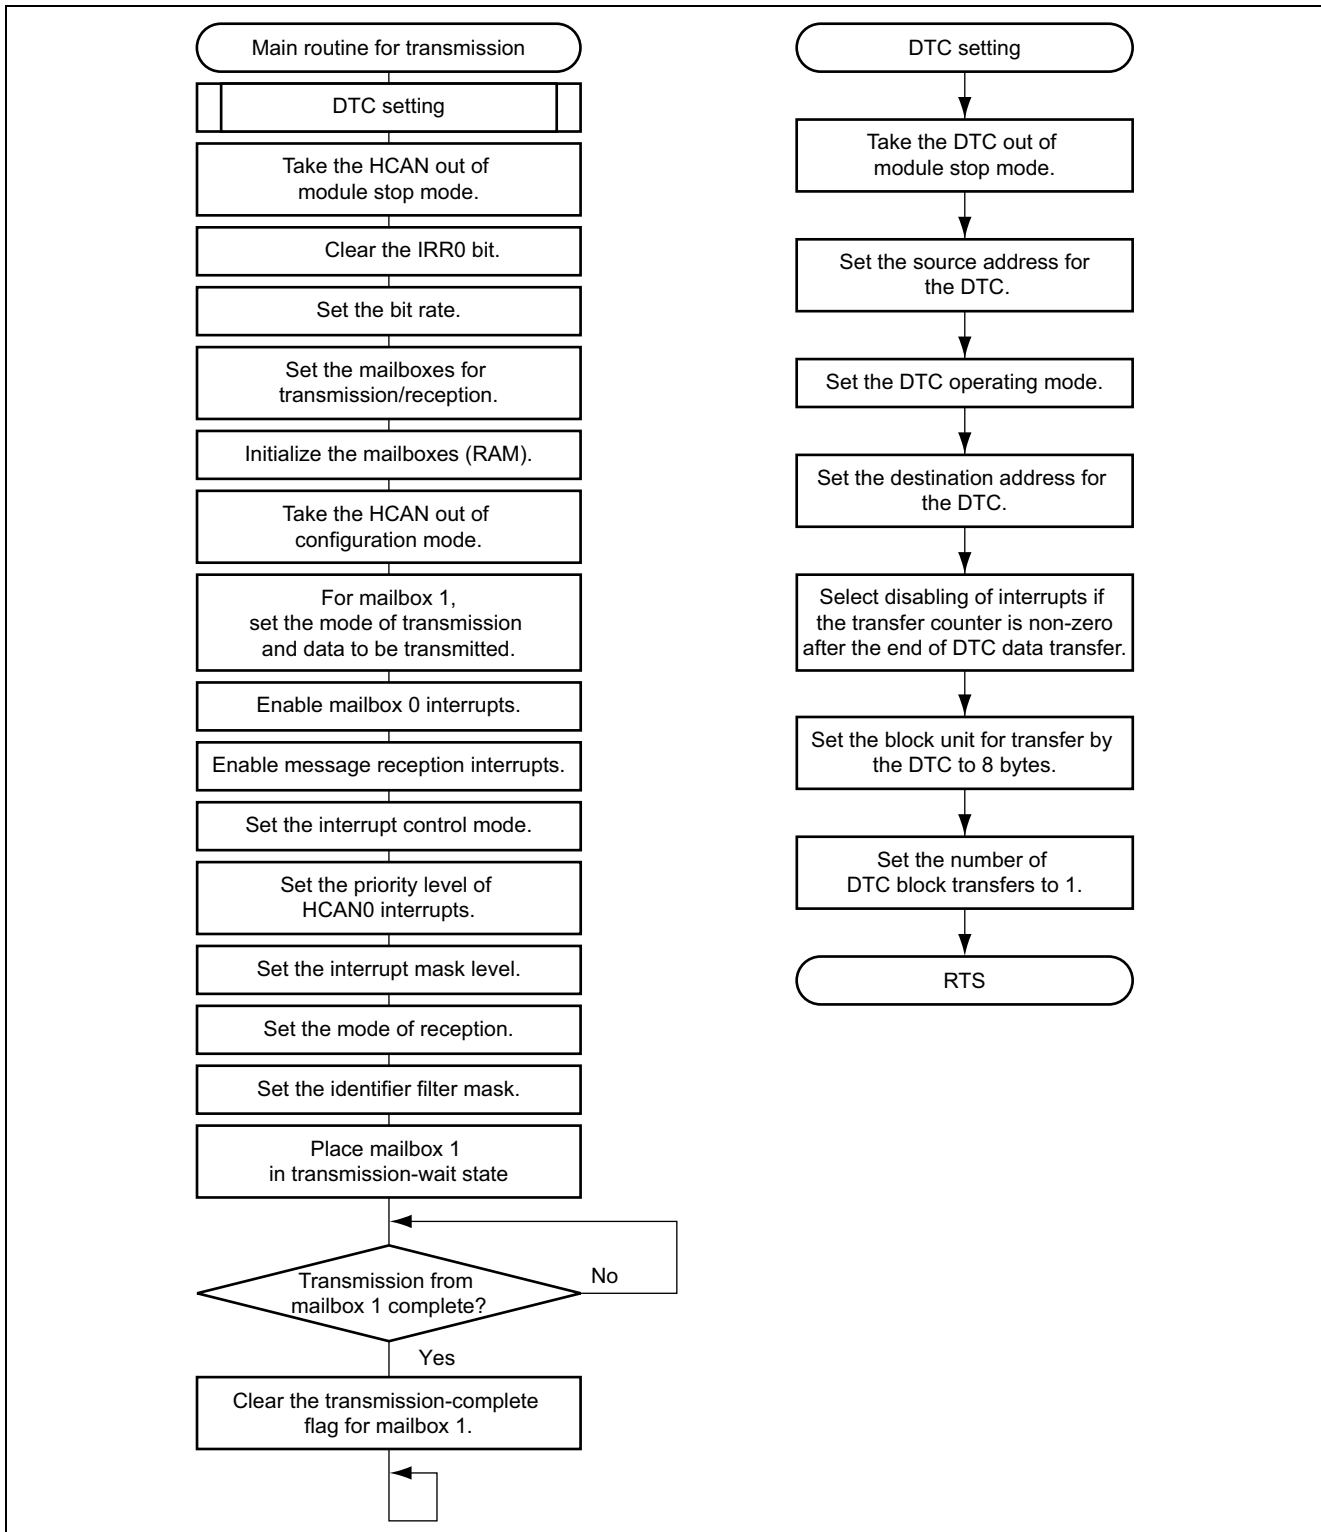 Main routine for transmission
DTC setting
Take the HCAN out of
module stop mode.
Clear the IRR0 bit.
Set the bit rate.
Set the mailboxes for
transmission/reception.
Initialize the mailboxes (RAM).
Take the HCAN out of
configuration mode.
For mailbox 1,
set the mode of transmission
and data to be transmitted.
Enable mailbox 0 interrupts.
Enable message reception interrupts.
Set the interrupt control mode.
Set the priority level of
HCAN0 interrupts.
Set the interrupt mask level.
Set the mode of reception.
Set the identifier filter mask.
Place mailbox 1
in transmission-wait state
Transmission from
mailbox 1 complete?
No
Yes
Clear the transmission-complete
flag for mailbox 1.
DTC setting
Take the DTC out of
module stop mode.
Set the source address for
the DTC.
Set the DTC operating mode.
Set the destination address for
the DTC.
Select disabling of interrupts if
the transfer counter is non-zero
after the end of DTC data transfer.
Set the block unit for transfer by
the DTC to 8 bytes.
Set the number of
DTC block transfers to 1.
RTS